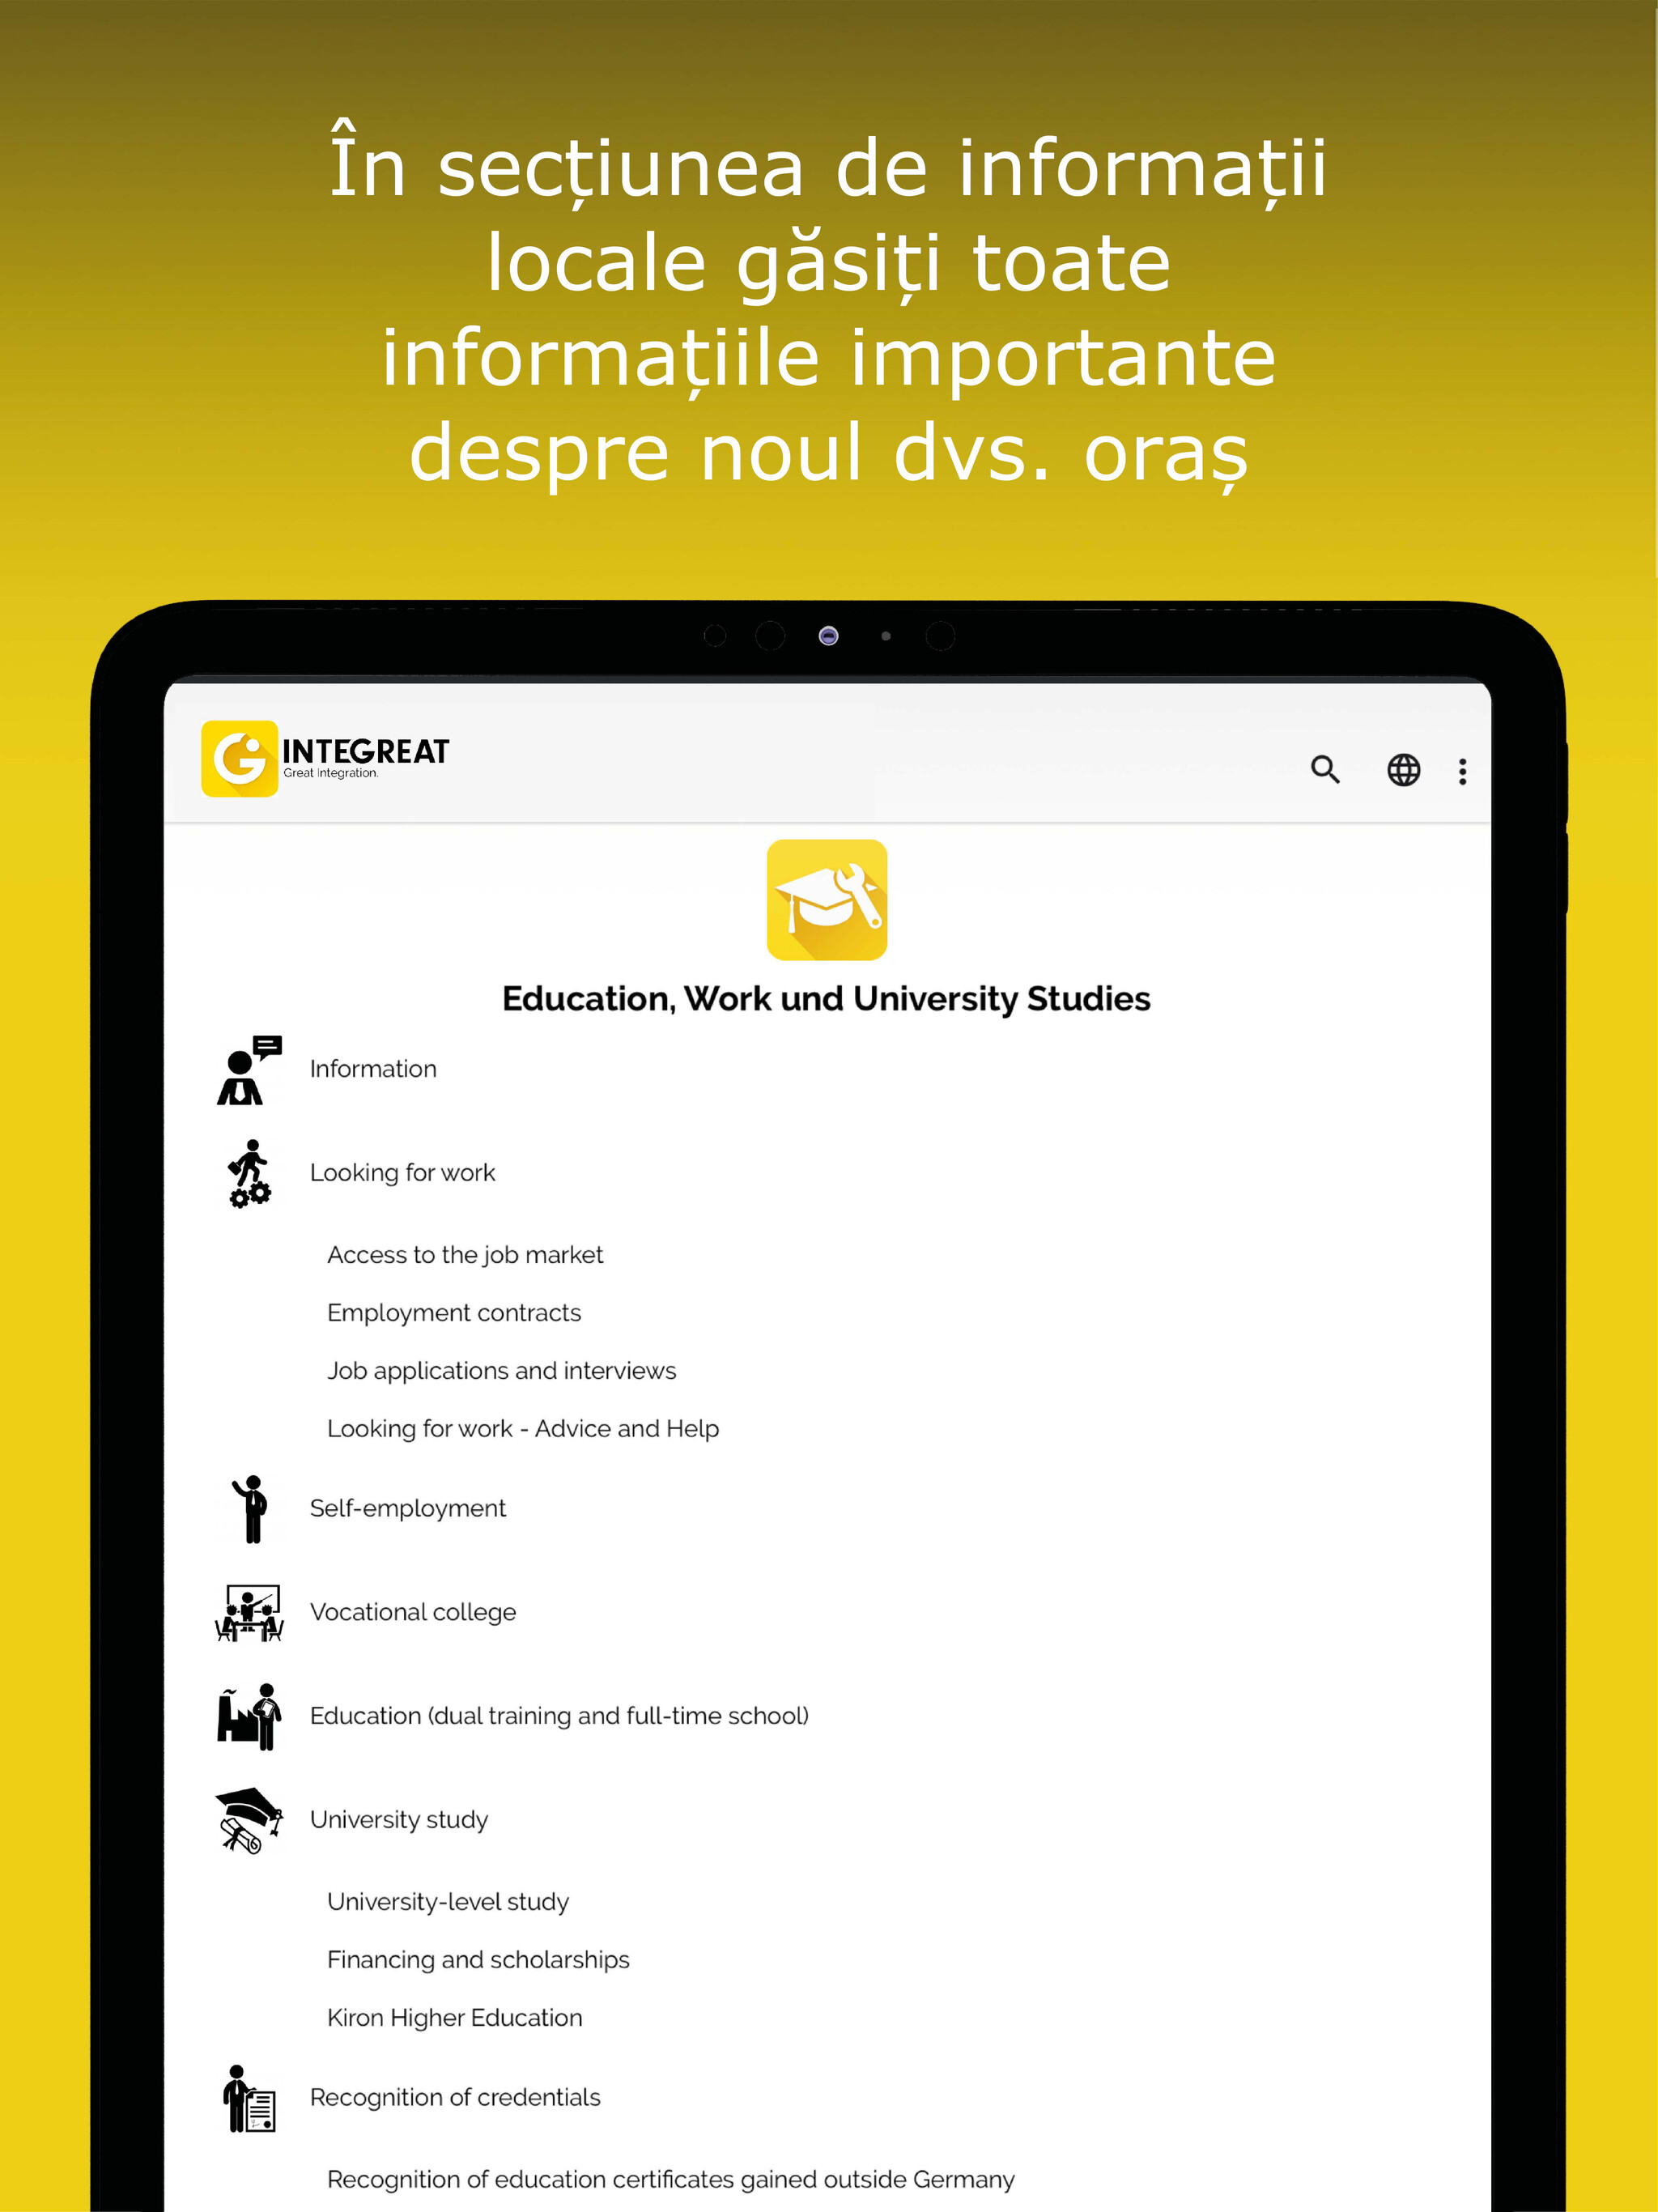 În secțiunea de informații
locale găsiți toate
informațiile importante
despre noul dvs. oraș
INTEGREAT
Great Integration.
Education, Work und University Studies
Information
Looking for work
Access to the job market
Employment contracts
Job applications and interviews
Looking for work - Advice and Help
Self-employment
Vocational college
Education (dual training and full-time school)
University study
University-level study
Financing and scholarships
Kiron Higher Education
Recognition of credentials
Recognition of education certificates gained outside Germany